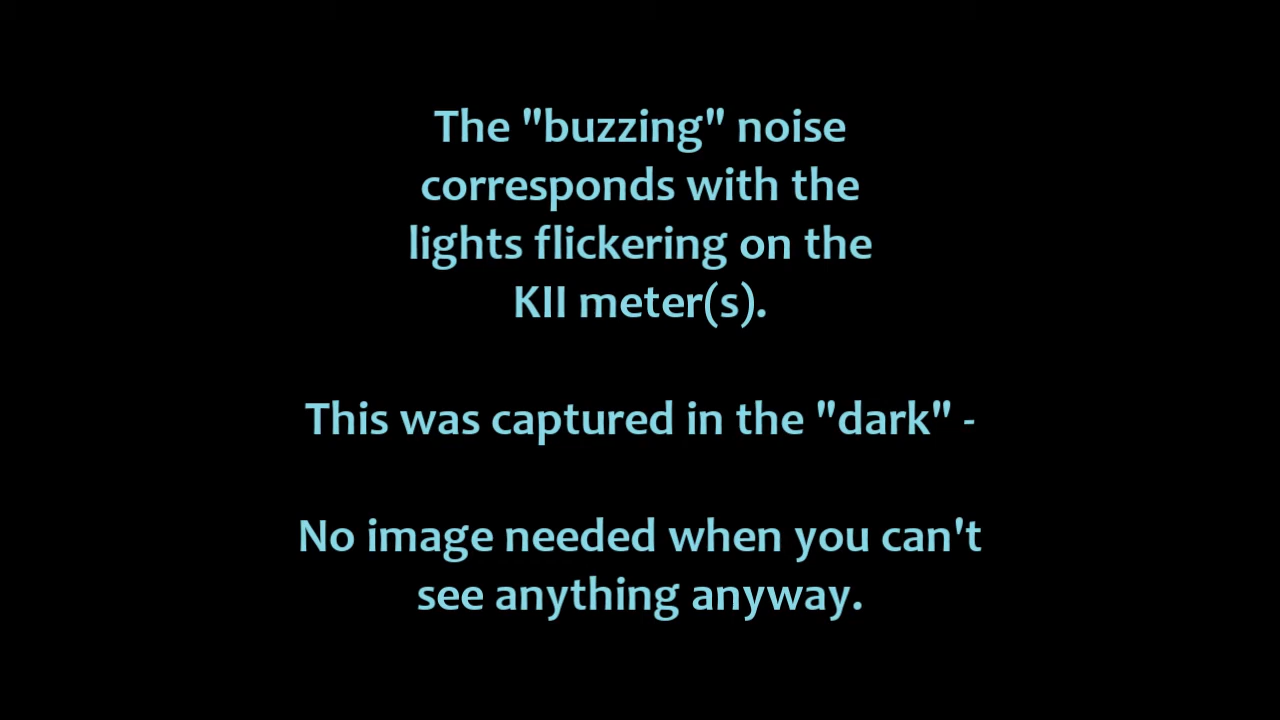 The "buzzing" noise
corresponds with the
lights flickering on the
KII meter(s).
This was captured in the "dark" -
No image needed when you can't
see anything anyway.